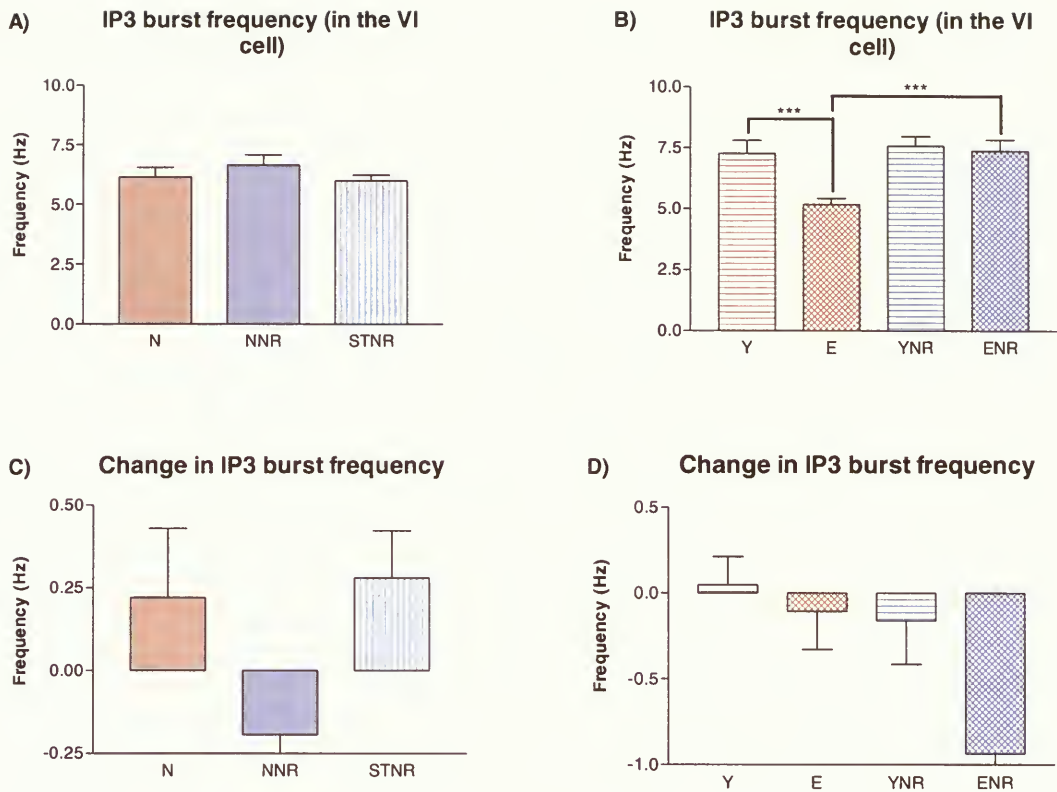 A)
IP3 burst frequency (in the VI
cell)
Frequency (Hz)
10.0
7.5
5.0
2.5
0.0
N
NNR
STNR
B)
IP3 burst frequency (in the VI
cell)
Frequency (Hz)
10.0
7.5
5.0
2.5
0.0
***
***
Y
E
YNR
ENR
C)
Change in IP3 burst frequency
Frequency (Hz)
0.50
0.25
0.00
-0.25
N
NNR
STNR
D)
Change in IP3 burst frequency
Frequency (Hz)
0.5
0.0
-0.5
-1.0
Y
E
YNR
ENR